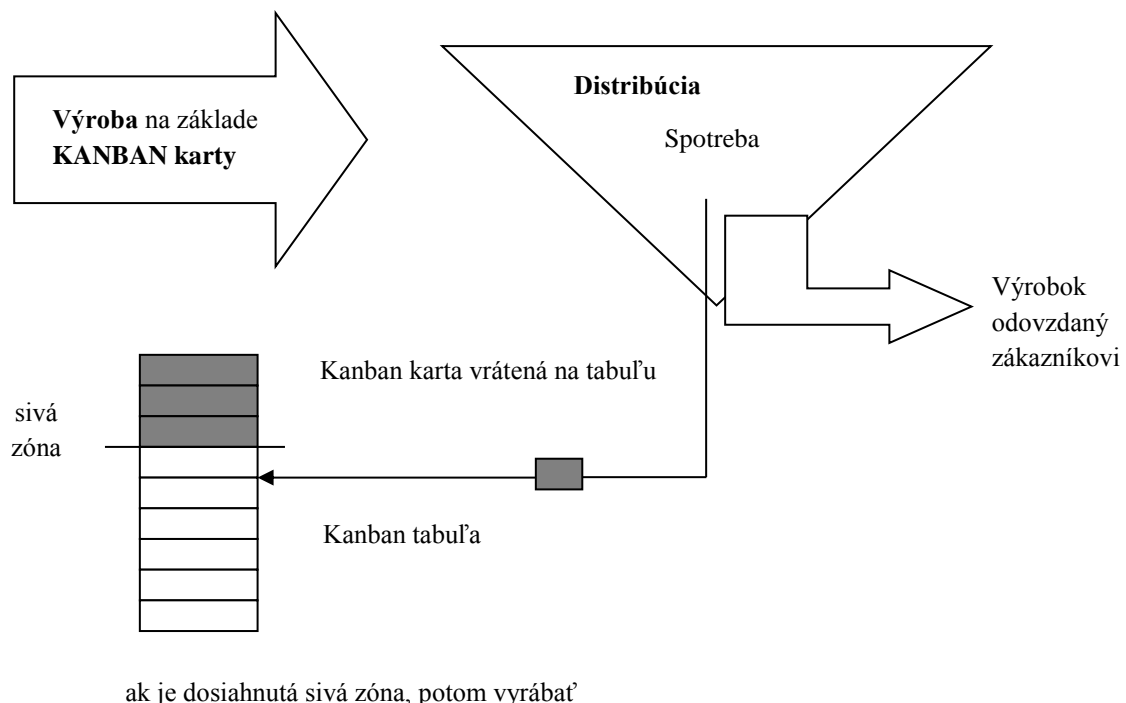 Výroba na základe
KANBAN karty
Distribúcia
Spotreba
Výrobok
odovzdaný
zákazníkovi
Kanban karta vrátená na tabuľu
sivá
zóna
Kanban tabuľa
ak je dosiahnutá sivá zóna, potom vyrábať